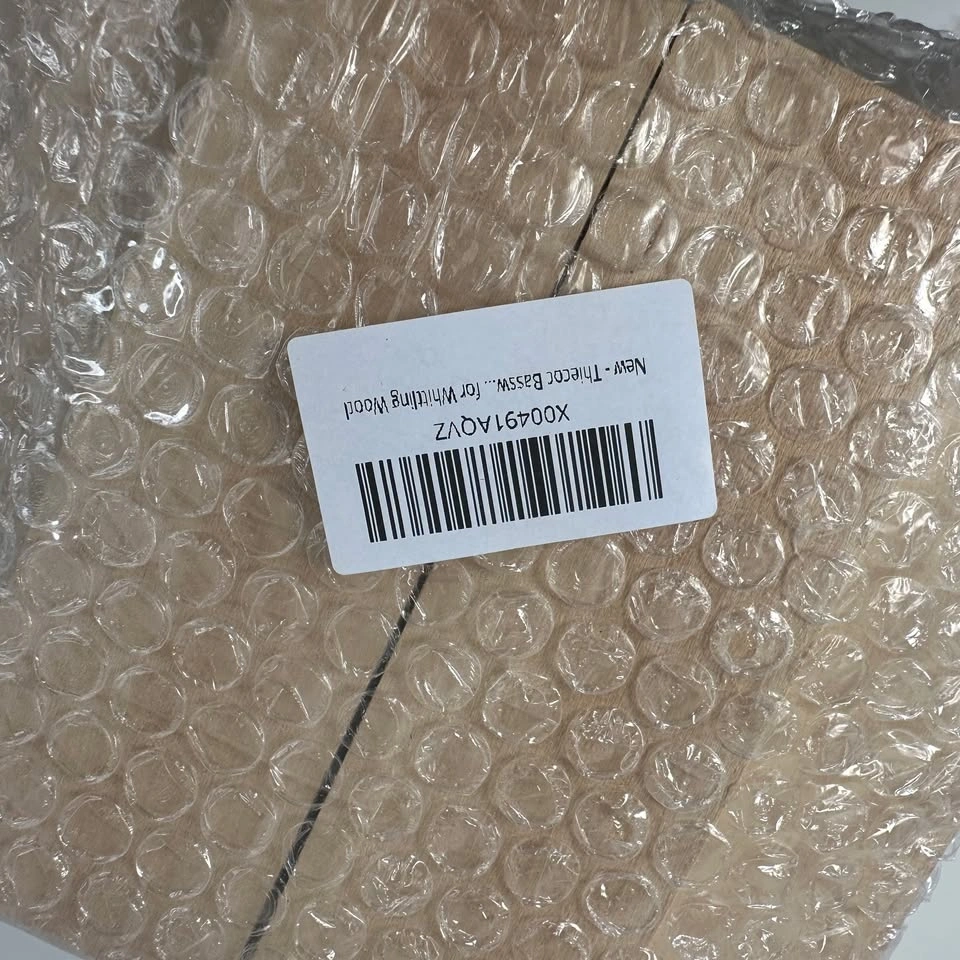 X00491AQVZ
New - Thiecoc Bassw... for Whittling Wood